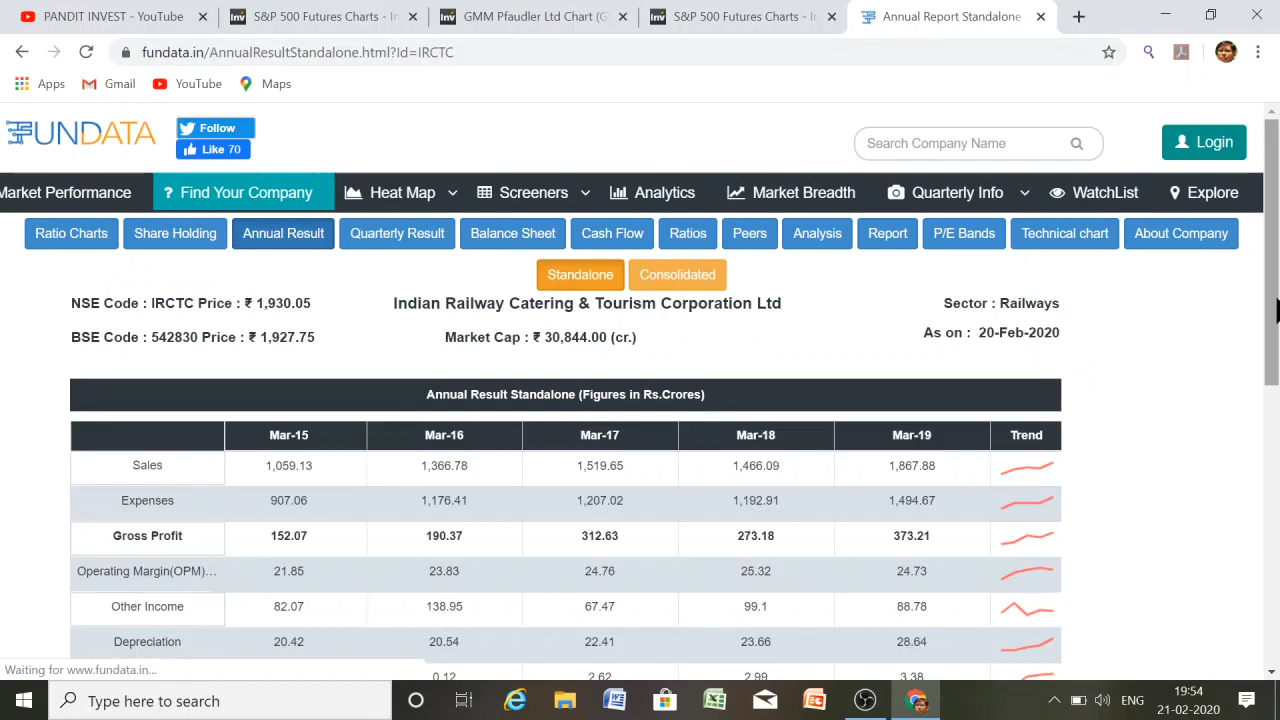 PANDIT INVEST - YouTube
S&P 500 Futures Charts - In
GMM Pfaudler Ltd Chart (G
S&P 500 Futures Charts - In
Annual Report Standalone
fundata.in/AnnualResultStandalone.html?Id=IRCTC
Apps Gmail YouTube Maps
FUNDATA
Follow
Like 70
Search Company Name
Login
Market Performance ? Find Your Company Heat Map Screeners Analytics Market Breadth Quarterly Info WatchList Explore
Ratio Charts Share Holding Annual Result Quarterly Result Balance Sheet Cash Flow Ratios Peers Analysis Report P/E Bands Technical chart About Company
Standalone Consolidated
NSE Code : IRCTC Price : ₹ 1,930.05 Indian Railway Catering & Tourism Corporation Ltd Sector : Railways
BSE Code : 542830 Price : ₹ 1,927.75 Market Cap : ₹ 30,844.00 (cr.) As on : 20-Feb-2020
Annual Result Standalone (Figures in Rs.Crores)
Mar-15 Mar-16 Mar-17 Mar-18 Mar-19 Trend
Sales 1,059.13 1,366.78 1,519.65 1,466.09 1,867.88
Expenses 907.06 1,176.41 1,207.02 1,192.91 1,494.67
Gross Profit 152.07 190.37 312.63 273.18 373.21
Operating Margin(OPM)... 21.85 23.83 24.76 25.32 24.73
Other Income 82.07 138.95 67.47 99.1 88.78
Depreciation 20.42 20.54 22.41 23.66 28.64
0.12 2.62 2.99 3.38
Waiting for www.fundata.in...
Type here to search
ENG
19:54
21-02-2020